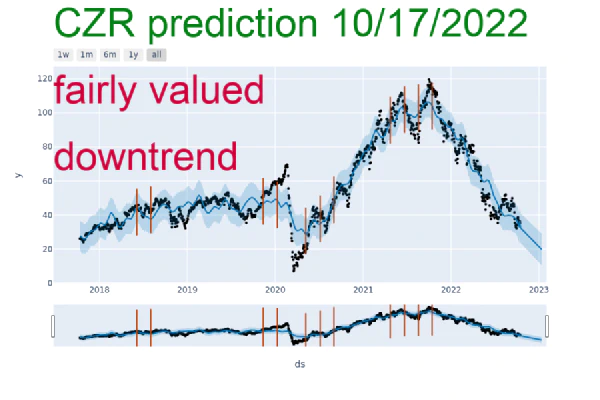 CZR prediction 10/17/2022
1w 1m 6m 1y all
120
fairly valued
100
y
80
downtrend
60
40
20
0
2018 2019 2020 2021 2022 2023
ds